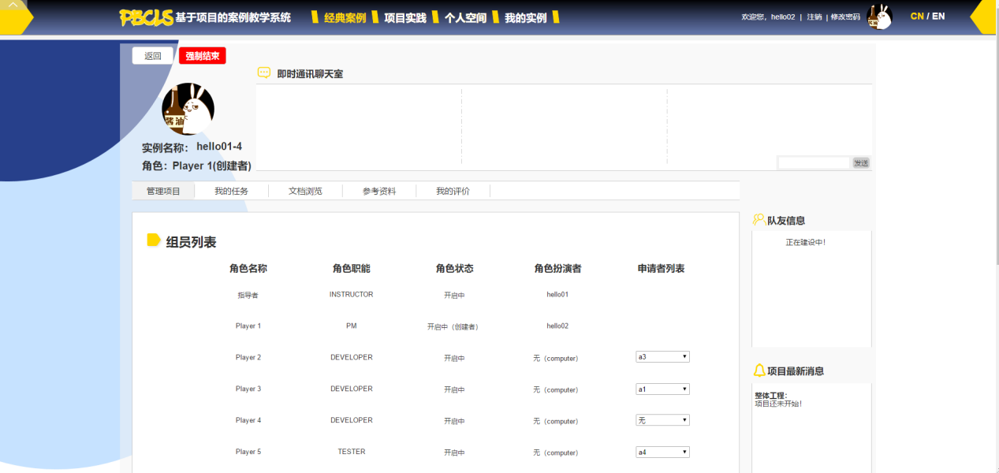 PBCLS 基于项目的案例教学系统 经典案例 项目实践 个人空间 我的实例 欢迎您, hello02 | 注销 | 修改密码 CN / EN
返回 强制结束
即时通讯聊天室
酱油
实例名称: hello01-4
角色: Player 1(创建者)
发送
管理项目 我的任务 文档浏览 参考资料 我的评价
队友信息
正在建设中!
组员列表
角色名称 角色职能 角色状态 角色扮演者 申请者列表
指导者 INSTRUCTOR 开启中 hello01
Player 1 PM 开启中（创建者） hello02
Player 2 DEVELOPER 开启中 无（computer） a3
Player 3 DEVELOPER 开启中 无（computer） a1
Player 4 DEVELOPER 开启中 无（computer） 无
Player 5 TESTER 开启中 无（computer） a4
项目最新消息
整体工程:
项目还未开始!